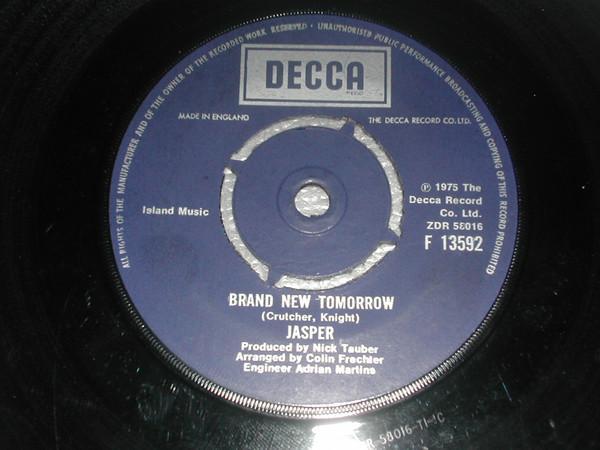 ALL RIGHTS OF THE MANUFACTURER AND OF THE OWNER OF THE RECORDED WORK RESERVED · UNAUTHORISED PUBLIC PERFORMANCE BROADCASTING AND COPYING OF THIS RECORD PROHIBITED
DECCA
MADE IN ENGLAND
THE DECCA RECORD CO. LTD.
Island Music
℗ 1975 The
Decca Record
Co. Ltd.
ZDR 58016
F 13592
BRAND NEW TOMORROW
(Crutcher, Knight)
JASPER
Produced by Nick Tauber
Arranged by Colin Frechter
Engineer Adrian Martins
R 58016-T1-1C